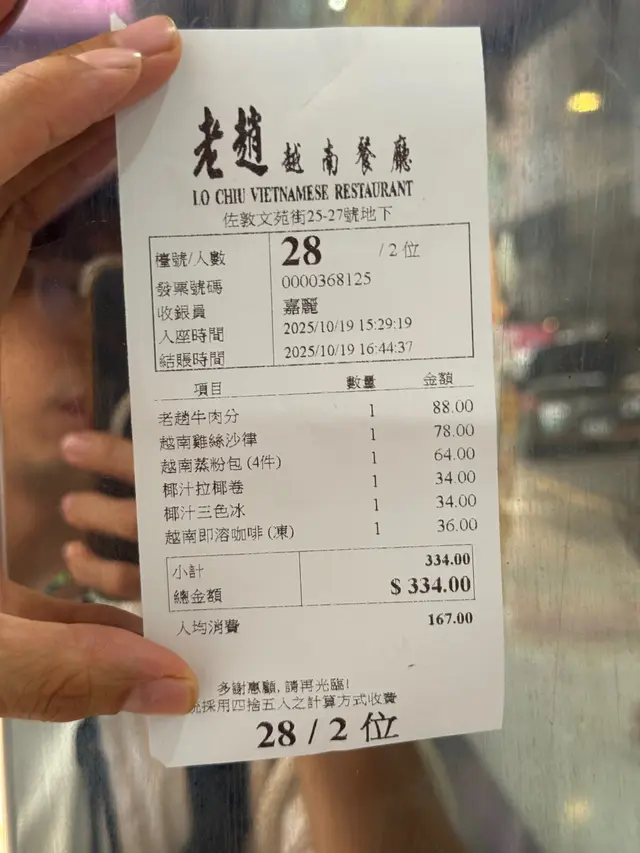 老趙 越南餐廳
LO CHIU VIETNAMESE RESTAURANT
佐敦文苑街25-27號地下
檯號/人數 28 / 2 位
發票號碼 0000368125
收銀員 嘉麗
入座時間 2025/10/19 15:29:19
結賬時間 2025/10/19 16:44:37
項目 數量 金額
老趙牛肉分 1 88.00
越南雞絲沙律 1 78.00
越南蒸粉包 (4件) 1 64.00
椰汁拉椰卷 1 34.00
椰汁三色冰 1 34.00
越南即溶咖啡 (凍) 1 36.00
小計 334.00
總金額 $ 334.00
人均消費 167.00
多謝惠顧, 請再光臨!
採用四捨五人之計算方式收費
28 / 2 位